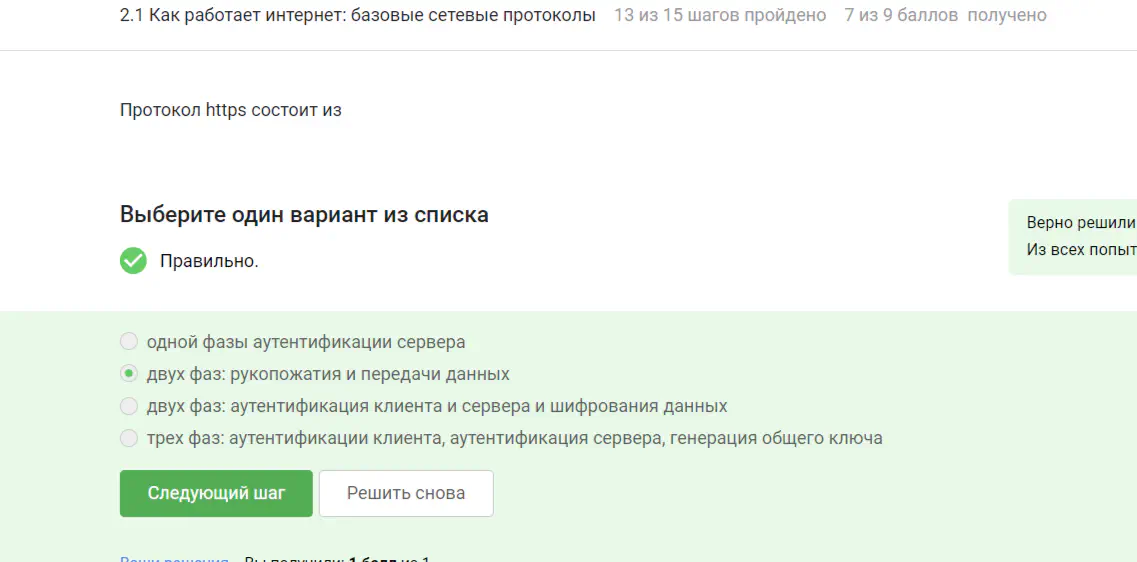 2.1 Как работает интернет: базовые сетевые протоколы 13 из 15 шагов пройдено 7 из 9 баллов получено
Протокол https состоит из
Выберите один вариант из списка
Правильно.
Верно решили
Из всех попыт
одной фазы аутентификации сервера
двух фаз: рукопожатия и передачи данных
двух фаз: аутентификация клиента и сервера и шифрования данных
трех фаз: аутентификации клиента, аутентификация сервера, генерация общего ключа
Следующий шаг Решить снова
Ваши решения Вы получили: 1 балл из 1